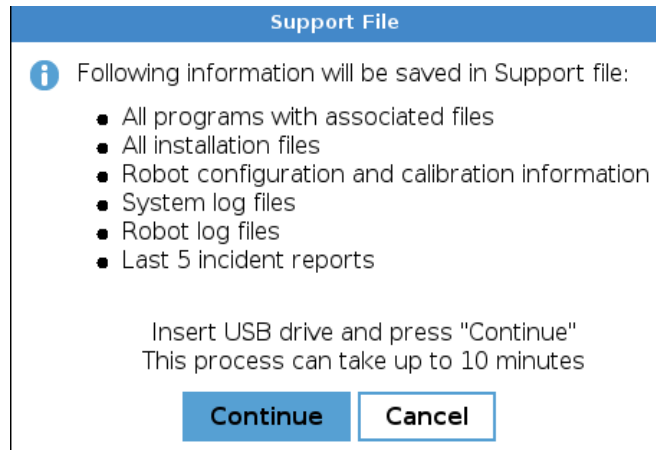 Support File
Following information will be saved in Support file:
All programs with associated files
All installation files
Robot configuration and calibration information
System log files
Robot log files
Last 5 incident reports
Insert USB drive and press "Continue"
This process can take up to 10 minutes
Continue Cancel